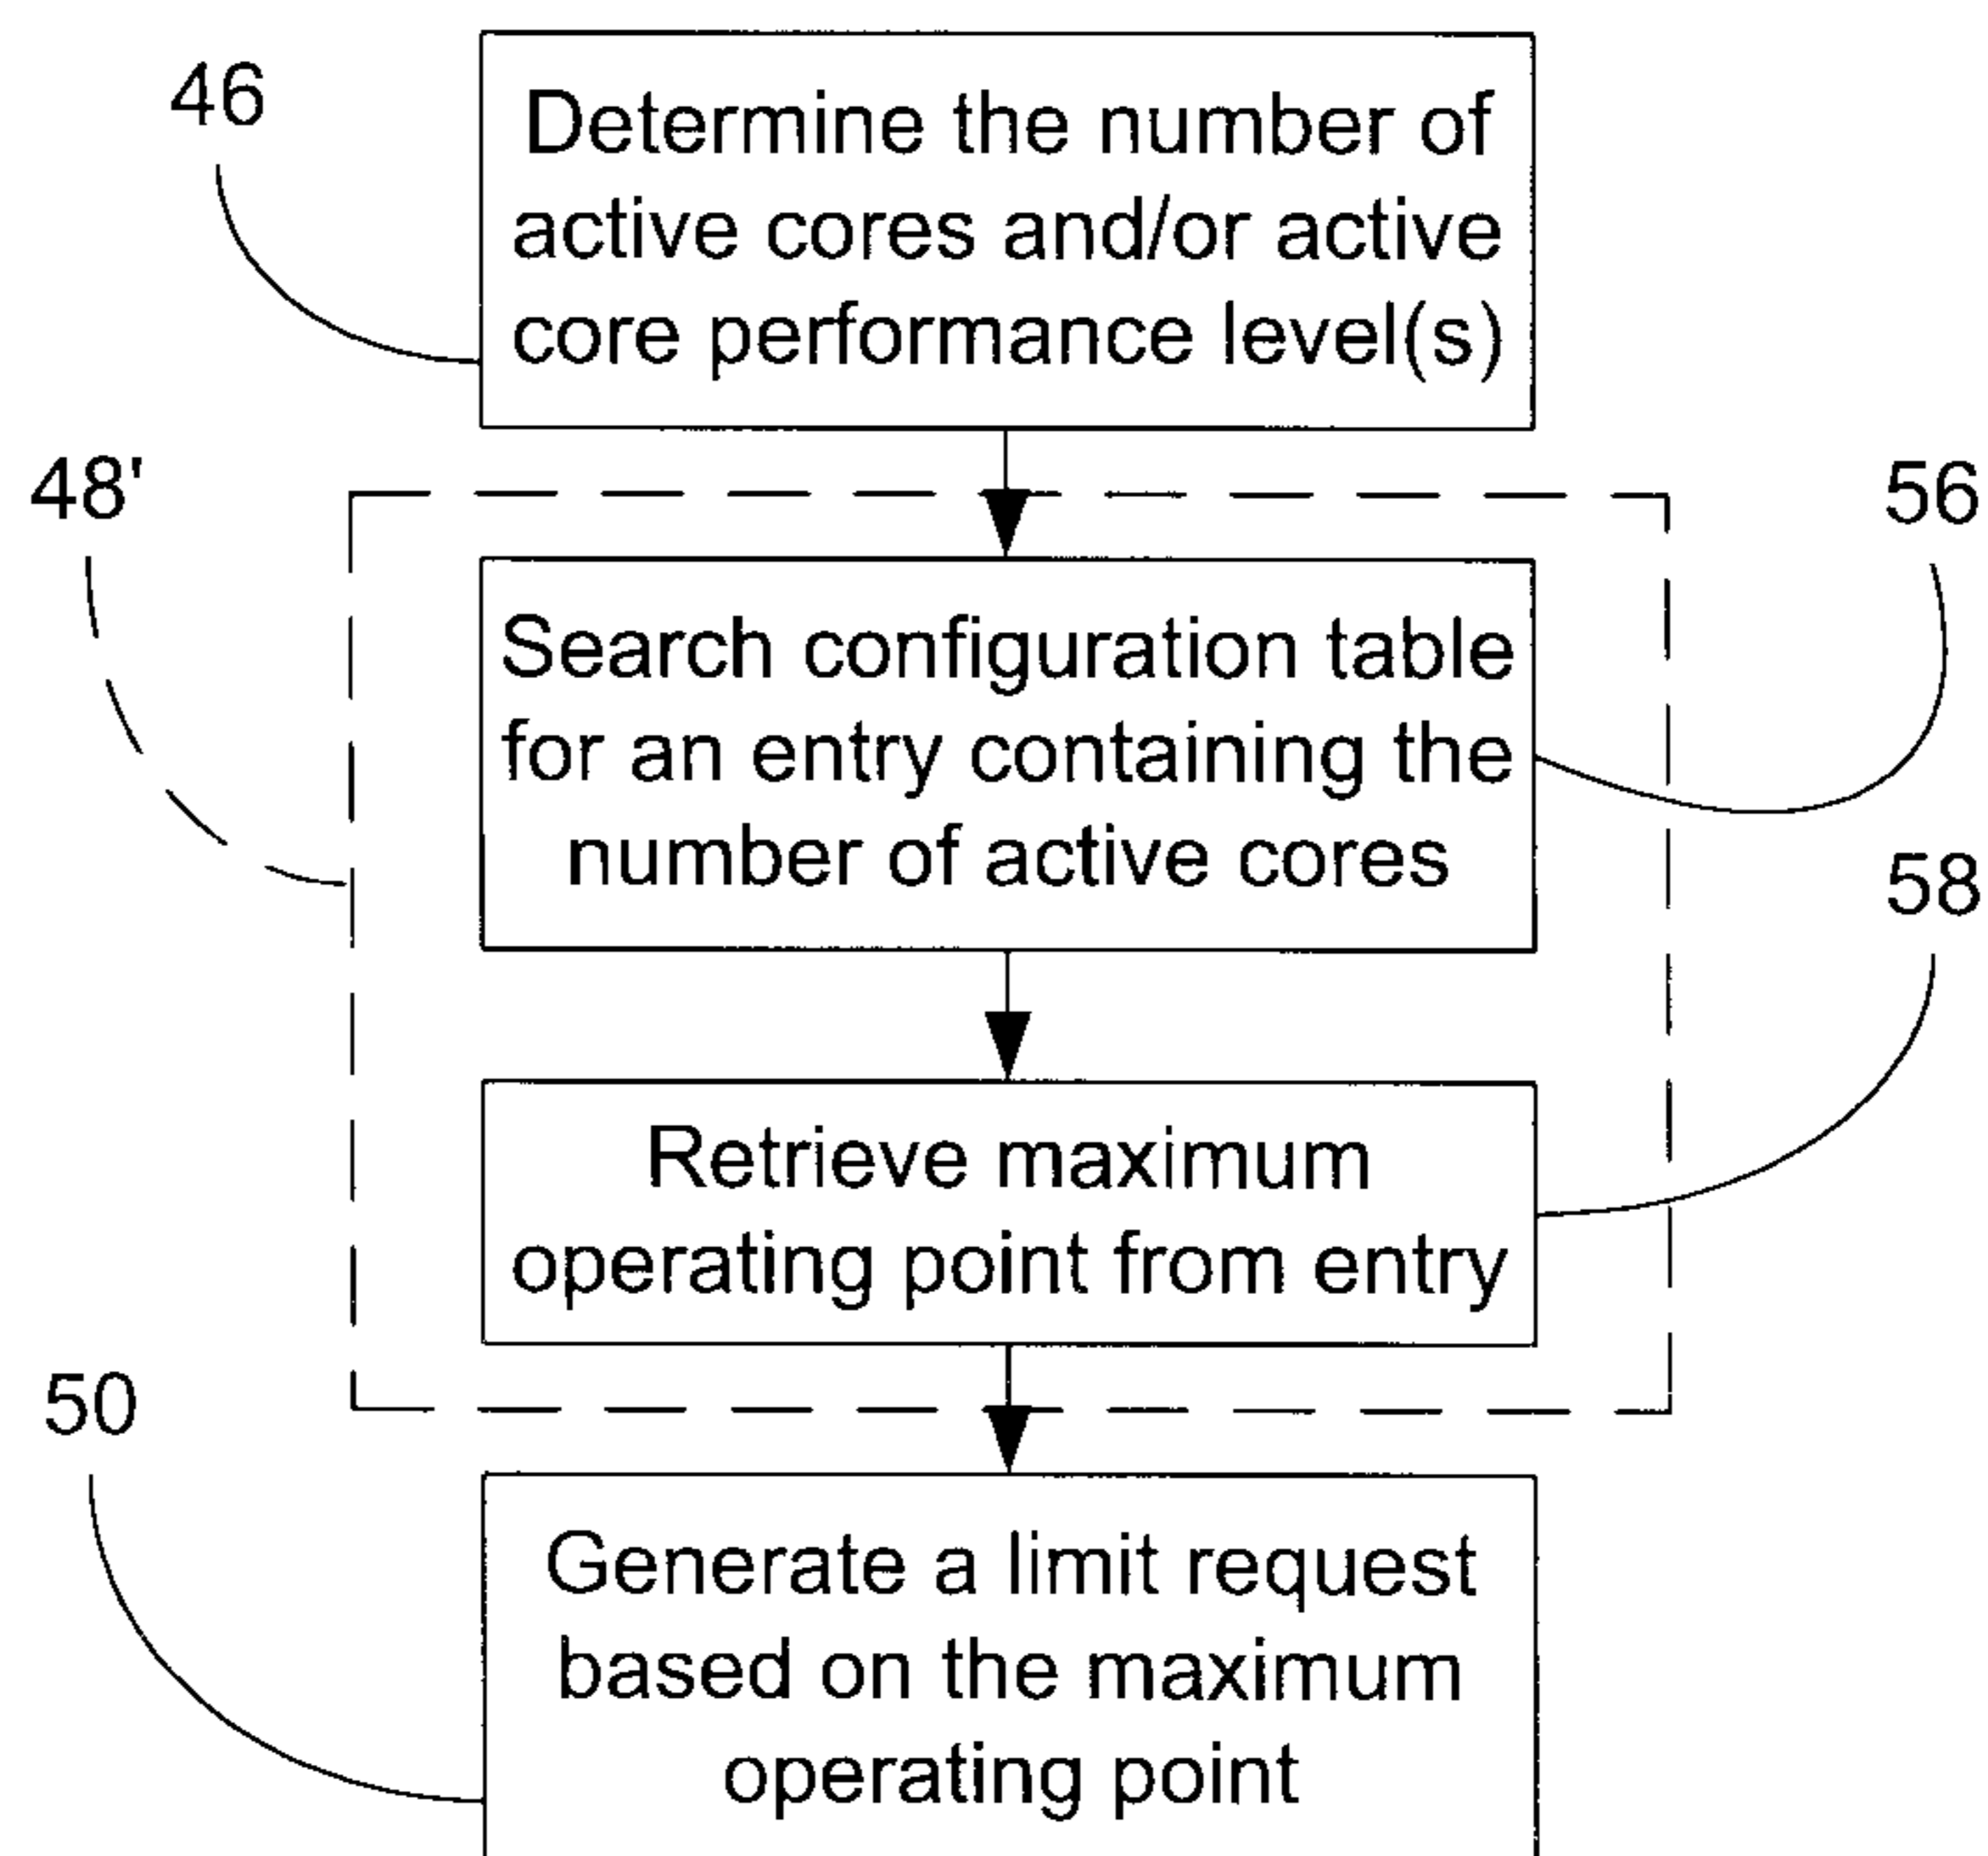 46
Determine the number of
active cores and/or active
core performance level(s)
48'
56
Search configuration table
for an entry containing the
number of active cores
58
Retrieve maximum
operating point from entry
50
Generate a limit request
based on the maximum
operating point